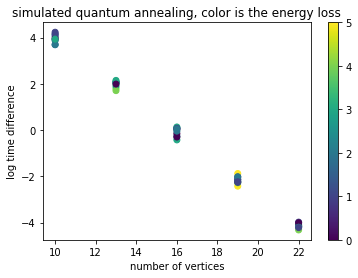 simulated quantum annealing, color is the energy loss
4
2
0
−2
−4
log time difference
10 12 14 16 18 20 22
number of vertices
5
4
3
2
1
0